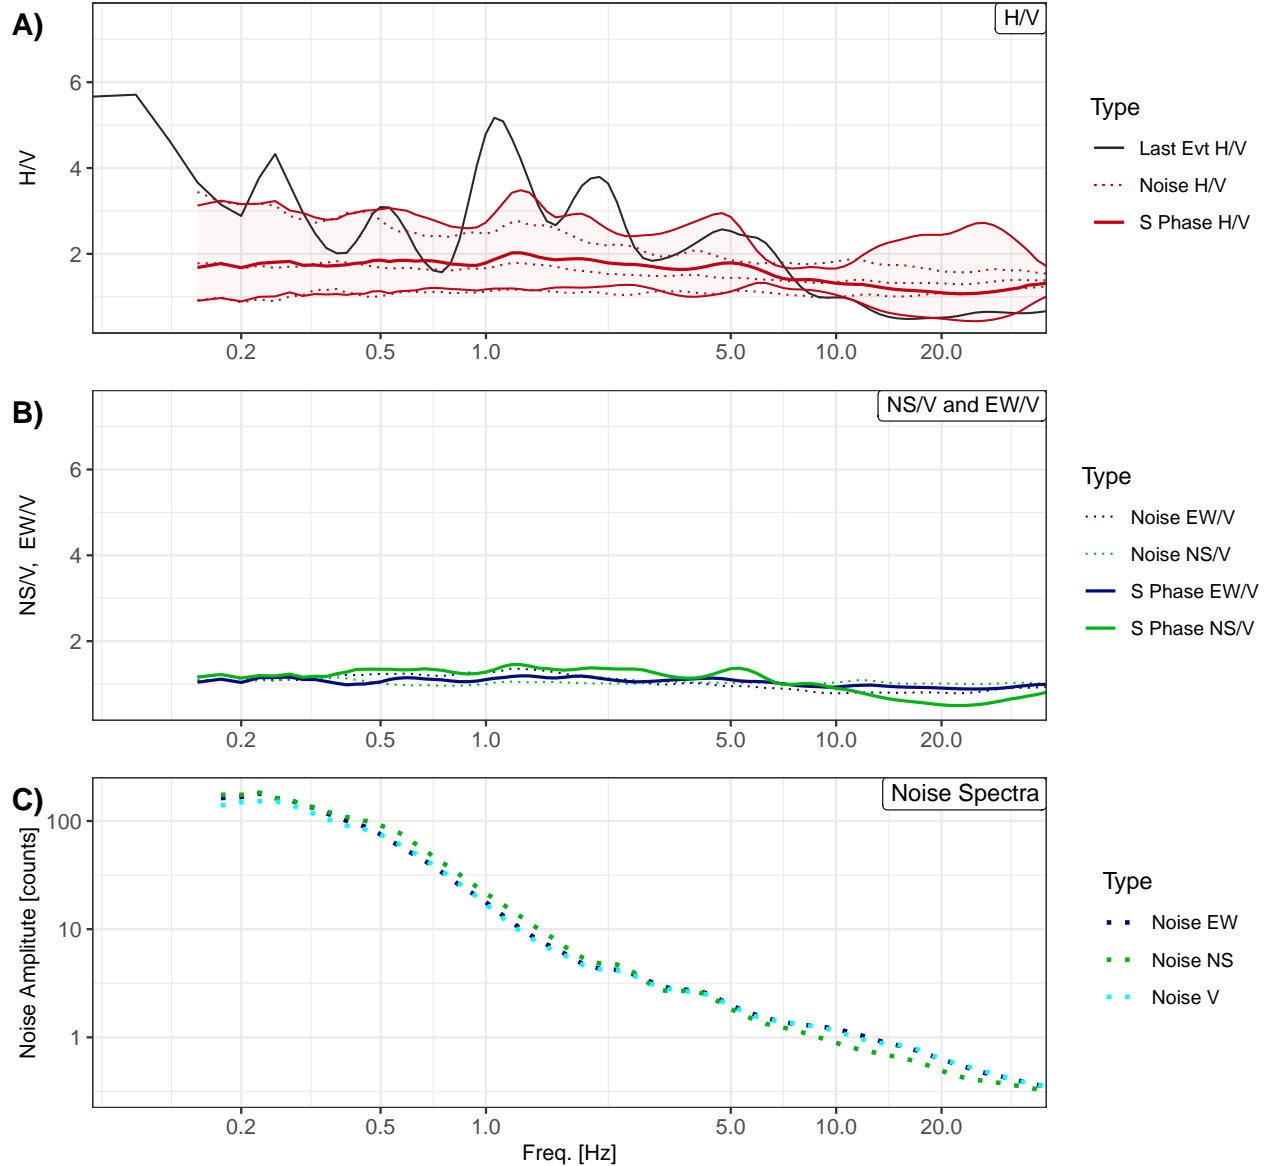 A)
H/V
H/V
6
4
2
0.2 0.5 1.0 5.0 10.0 20.0
Type
Last Evt H/V
Noise H/V
S Phase H/V
B)
NS/V and EW/V
NS/V, EW/V
6
4
2
0.2 0.5 1.0 5.0 10.0 20.0
Type
Noise EW/V
Noise NS/V
S Phase EW/V
S Phase NS/V
C)
Noise Spectra
Noise Amplitute [counts]
100
10
1
0.2 0.5 1.0 5.0 10.0 20.0
Freq. [Hz]
Type
Noise EW
Noise NS
Noise V